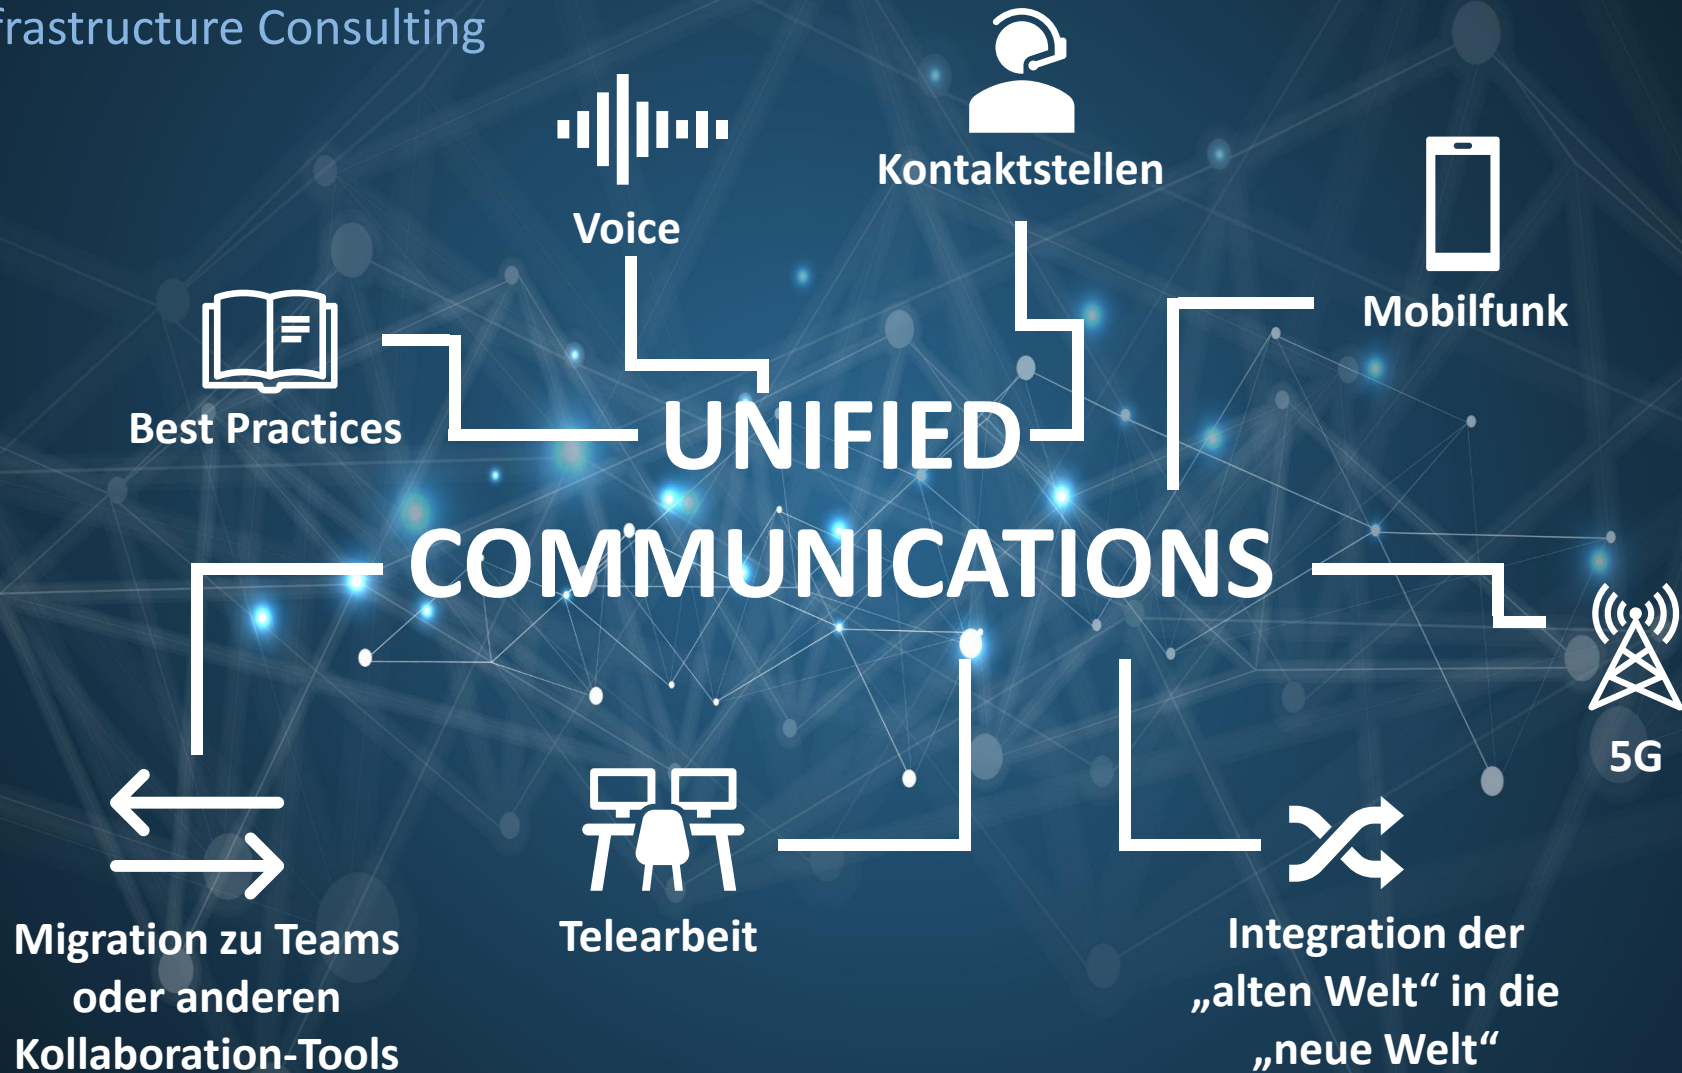 frastructure Consulting
Kontaktstellen
Voice
Mobilfunk
Best Practices
UNIFIED
COMMUNICATIONS
5G
Migration zu Teams
oder anderen
Kollaboration-Tools
Telearbeit
Integration der
„alten Welt“ in die
„neue Welt“